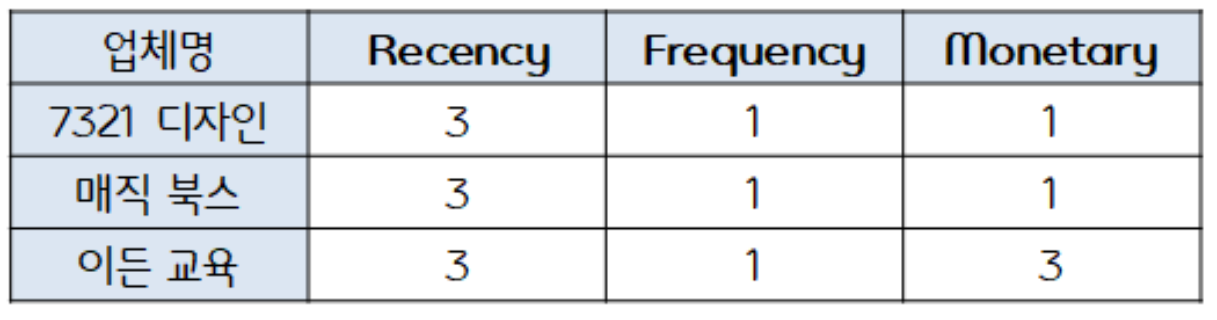 업체명 Recency Frequency Monetary
7321 디자인 3 1 1
매직 북스 3 1 1
이든 교육 3 1 3